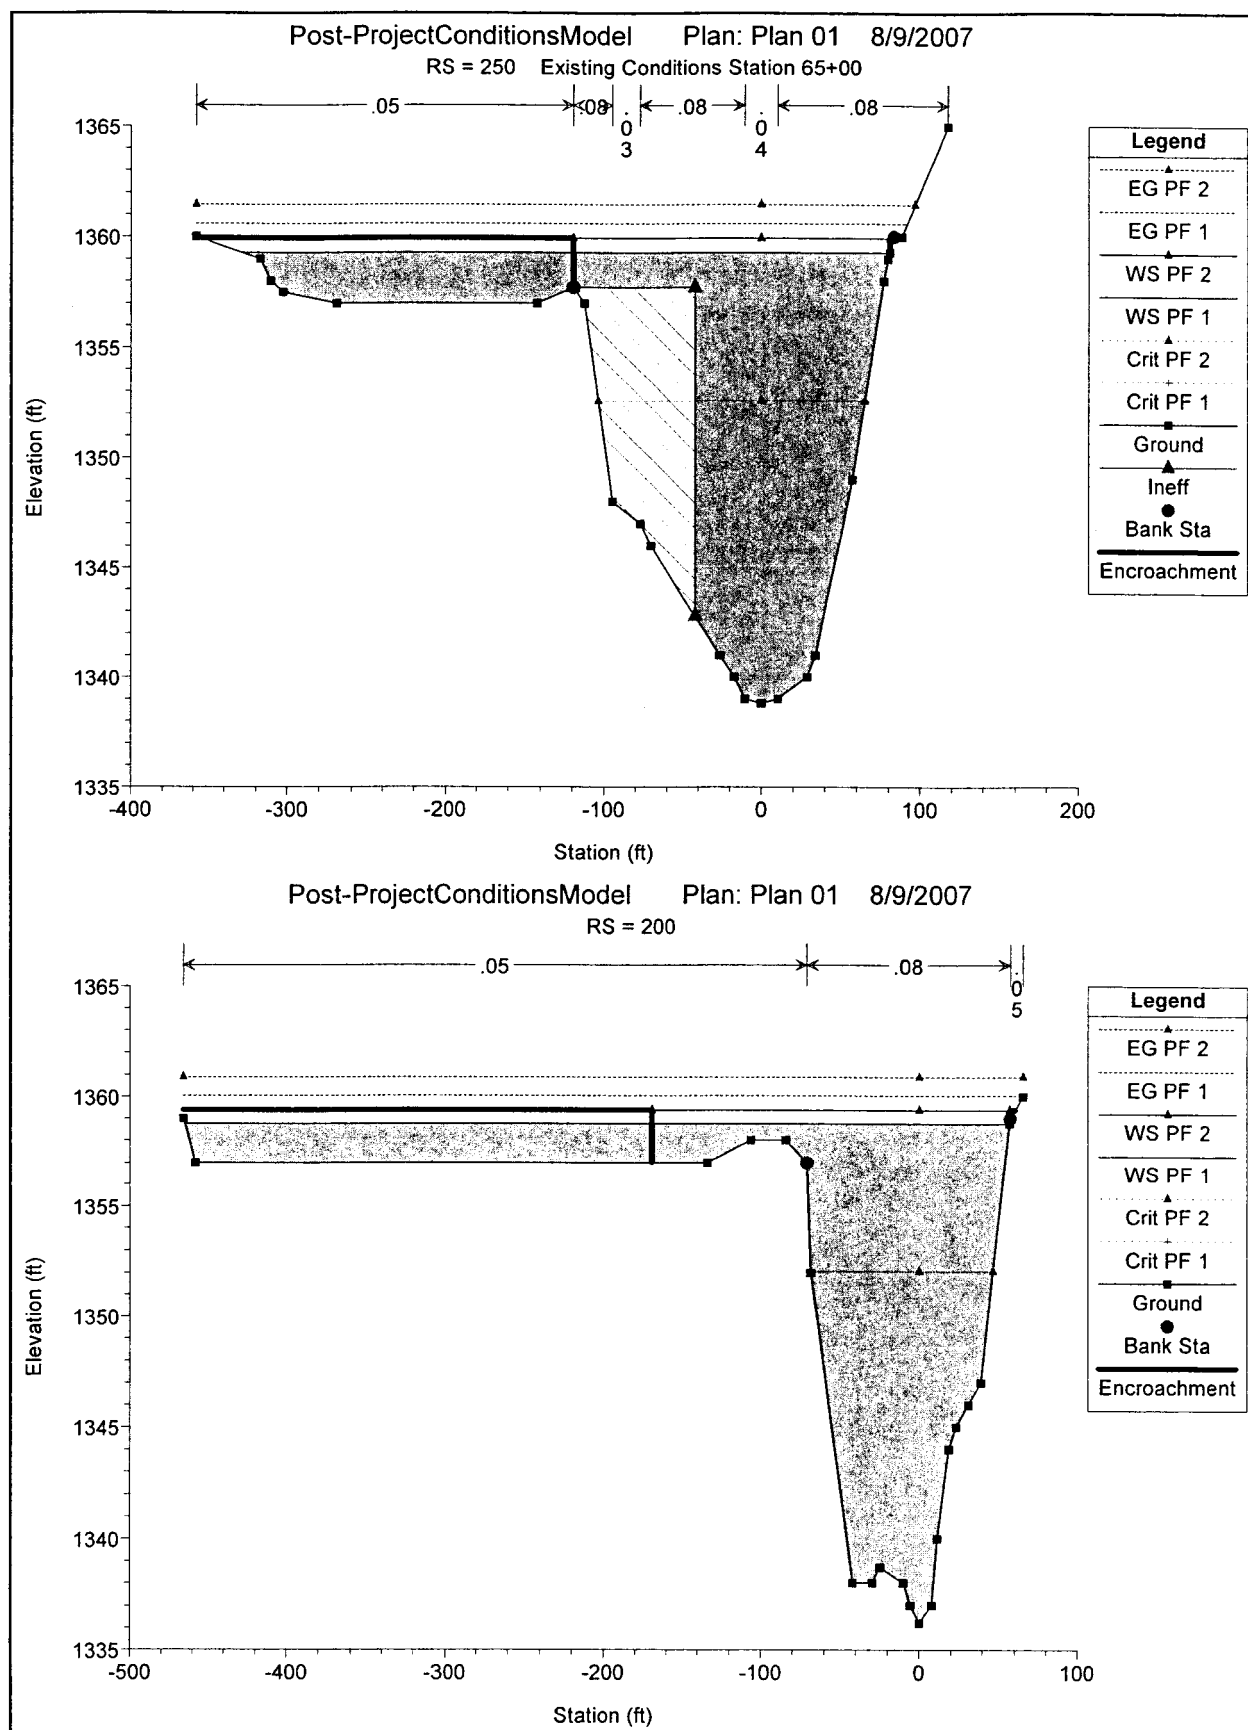 Post-ProjectConditionsModel Plan: Plan 01 8/9/2007
RS = 250 Existing Conditions Station 65+00
.05 .08 .03 .08 .04 .08
1365
1360
1355
1350
1345
1340
1335
Elevation (ft)
-400 -300 -200 -100 0 100 200
Station (ft)
Legend
EG PF 2
EG PF 1
WS PF 2
WS PF 1
Crit PF 2
Crit PF 1
Ground
Ineff
Bank Sta
Encroachment
Post-ProjectConditionsModel Plan: Plan 01 8/9/2007
RS = 200
.05 .08 .05
1365
1360
1355
1350
1345
1340
1335
Elevation (ft)
-500 -400 -300 -200 -100 0 100
Station (ft)
Legend
EG PF 2
EG PF 1
WS PF 2
WS PF 1
Crit PF 2
Crit PF 1
Ground
Bank Sta
Encroachment